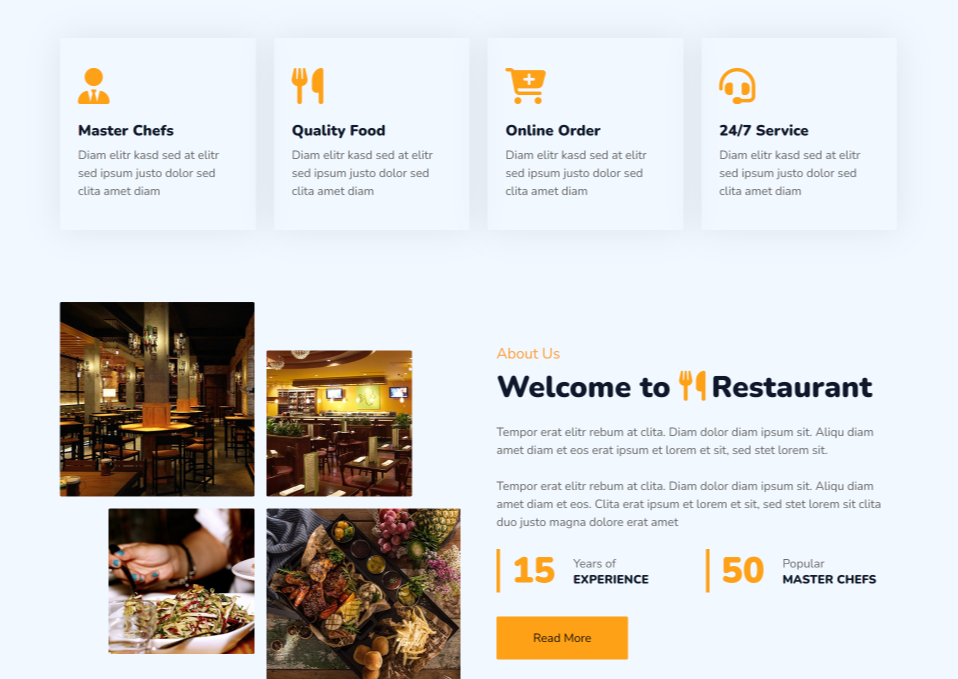 Master Chefs
Diam elitr kasd sed at elitr
sed ipsum justo dolor sed
clita amet diam
Quality Food
Diam elitr kasd sed at elitr
sed ipsum justo dolor sed
clita amet diam
Online Order
Diam elitr kasd sed at elitr
sed ipsum justo dolor sed
clita amet diam
24/7 Service
Diam elitr kasd sed at elitr
sed ipsum justo dolor sed
clita amet diam
About Us
Welcome to Restaurant
Tempor erat elitr rebum at clita. Diam dolor diam ipsum sit. Aliqu diam
amet diam et eos erat ipsum et lorem et sit, sed stet lorem sit.
Tempor erat elitr rebum at clita. Diam dolor diam ipsum sit. Aliqu diam
amet diam et eos. Clita erat ipsum et lorem et sit, sed stet lorem sit clita
duo justo magna dolore erat amet
15
Years of
EXPERIENCE
50
Popular
MASTER CHEFS
Read More